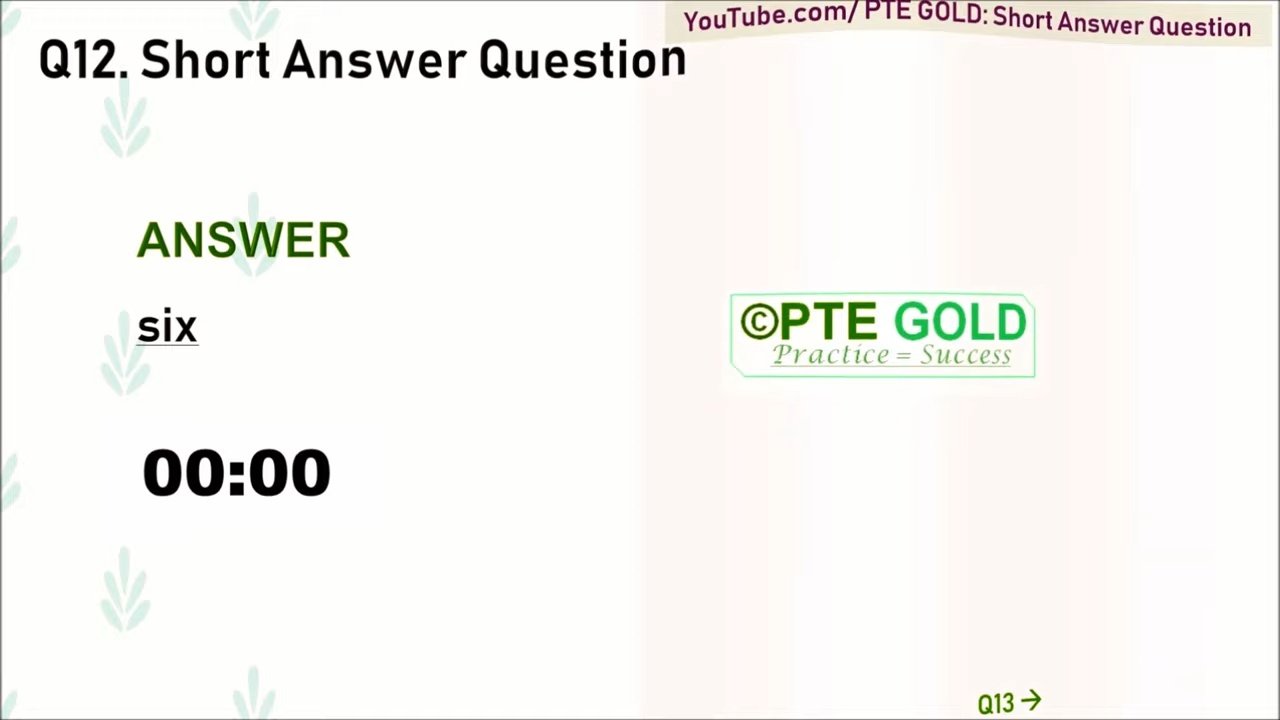 YouTube.com/ PTE GOLD: Short Answer Question
Q12. Short Answer Question
ANSWER
six
©PTE GOLD
Practice = Success
00:00
Q13 →